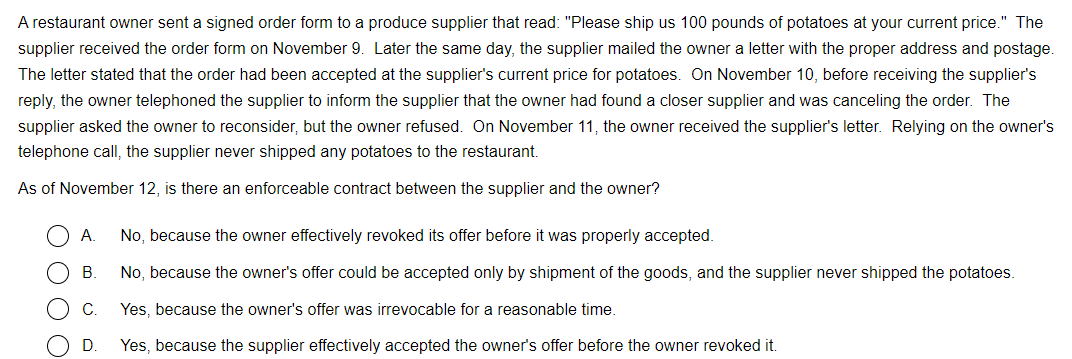 A restaurant owner sent a signed order form to a produce supplier that read: "Please ship us 100 pounds of potatoes at your current price." The
supplier received the order form on November 9. Later the same day, the supplier mailed the owner a letter with the proper address and postage.
The letter stated that the order had been accepted at the supplier's current price for potatoes. On November 10, before receiving the supplier's
reply, the owner telephoned the supplier to inform the supplier that the owner had found a closer supplier and was canceling the order. The
supplier asked the owner to reconsider, but the owner refused. On November 11, the owner received the supplier's letter. Relying on the owner's
telephone call, the supplier never shipped any potatoes to the restaurant.
As of November 12, is there an enforceable contract between the supplier and the owner?
A. No, because the owner effectively revoked its offer before it was properly accepted.
B. No, because the owner's offer could be accepted only by shipment of the goods, and the supplier never shipped the potatoes.
C. Yes, because the owner's offer was irrevocable for a reasonable time.
D. Yes, because the supplier effectively accepted the owner's offer before the owner revoked it.